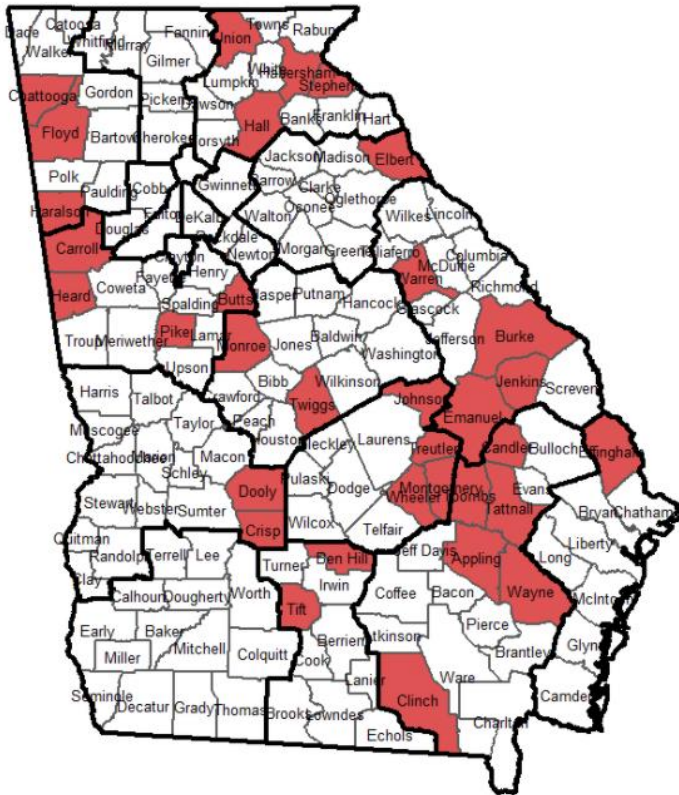 Dade
Catoosa
Whitfield
Murray
Fannin
Union
Towns
Rabun
Walker
Gilmer
White
Habersham
Stephens
Lumpkin
Chattooga
Gordon
Pickens
Dawson
Hall
Banks
Franklin
Hart
Floyd
Bartow
Cherokee
Forsyth
Jackson
Madison
Elbert
Polk
Paulding
Cobb
Gwinnett
Barrow
Clarke
Oconee
Oglethorpe
Wilkes
Lincoln
Haralson
Douglas
Fulton
DeKalb
Walton
Rockdale
Newton
Morgan
Greene
Taliaferro
McDuffie
Columbia
Carroll
Clayton
Fayette
Henry
Warren
Richmond
Heard
Coweta
Spalding
Butts
Jasper
Putnam
Hancock
Glascock
Jefferson
Burke
Troup
Meriwether
Pike
Lamar
Monroe
Jones
Baldwin
Washington
Upson
Bibb
Wilkinson
Jenkins
Screven
Harris
Talbot
Crawford
Twiggs
Johnson
Emanuel
Muscogee
Taylor
Peach
Houston
Bleckley
Laurens
Treutlen
Candler
Bulloch
Effingham
Chattahoochee
Marion
Macon
Schley
Dooly
Pulaski
Dodge
Wheeler
Montgomery
Toombs
Evans
Tattnall
Bryan
Chatham
Stewart
Webster
Sumter
Crisp
Wilcox
Telfair
Quitman
Randolph
Terrell
Lee
Turner
Ben Hill
Jeff Davis
Appling
Long
Liberty
Clay
Calhoun
Dougherty
Worth
Irwin
Tift
Coffee
Bacon
Wayne
McIntosh
Early
Baker
Mitchell
Colquitt
Berrien
Cook
Atkinson
Pierce
Brantley
Glynn
Miller
Lanier
Clinch
Ware
Camden
Seminole
Decatur
Grady
Thomas
Brooks
Lowndes
Echols
Charlton